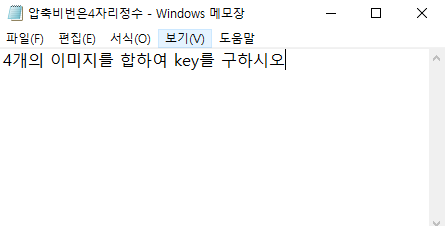 압축비번은4자리정수 - Windows 메모장
파일(F) 편집(E) 서식(O) 보기(V) 도움말
4개의 이미지를 합하여 key를 구하시오